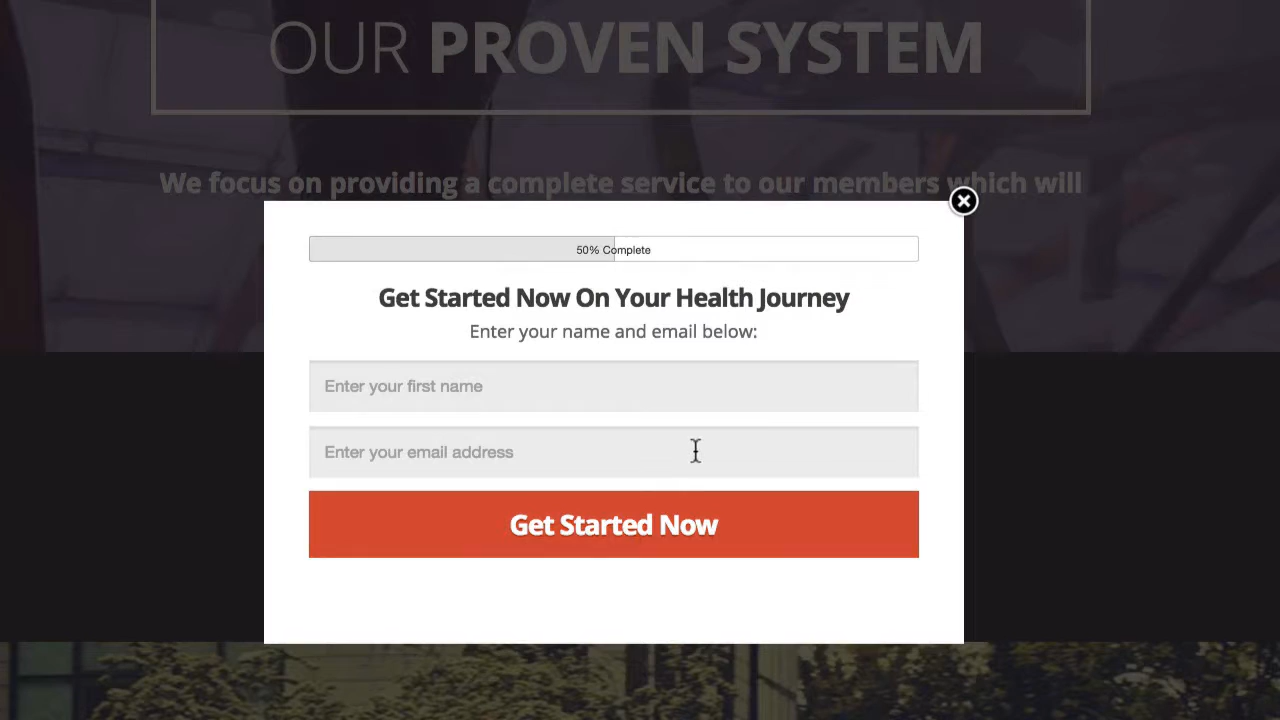 OUR PROVEN SYSTEM
We focus on providing a complete service to our members which will
50% Complete
Get Started Now On Your Health Journey
Enter your name and email below:
Enter your first name
Enter your email address
Get Started Now